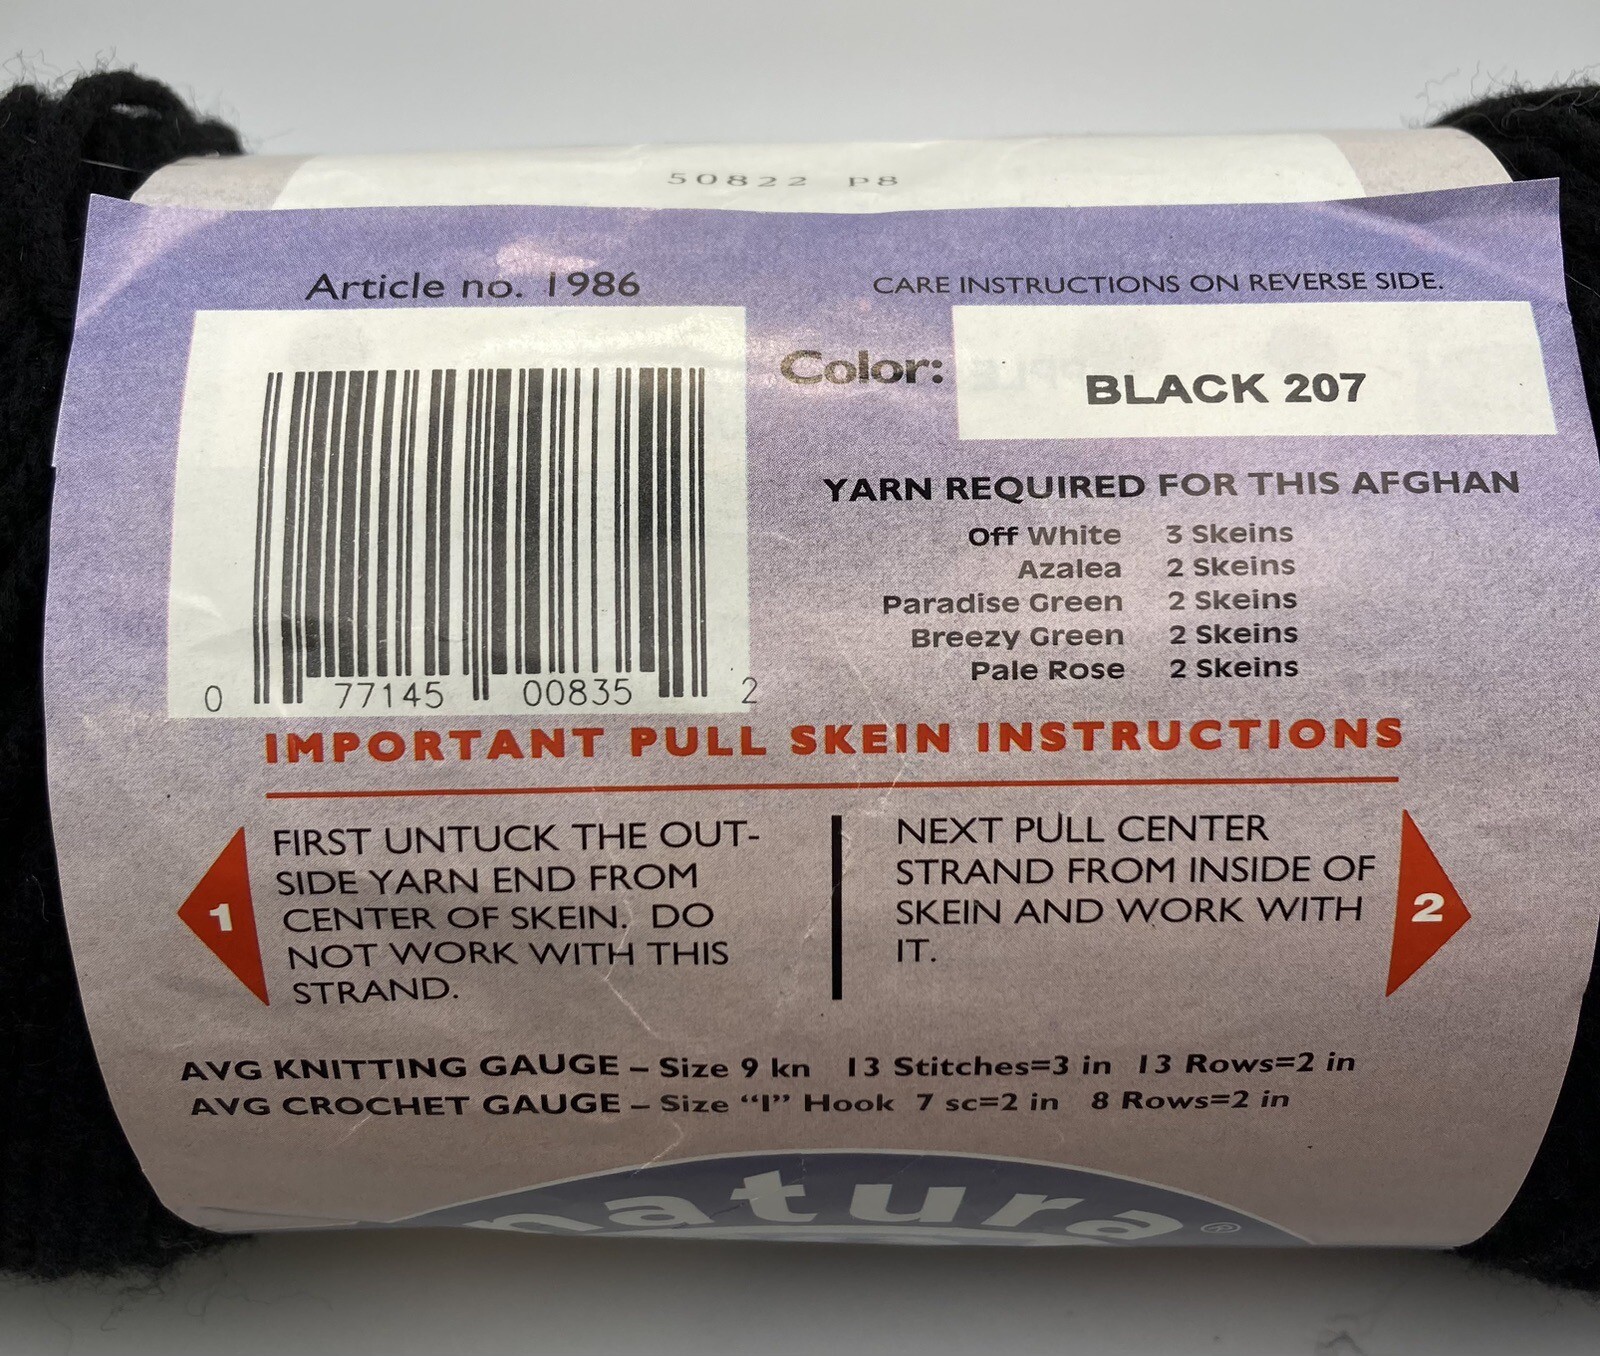 50822 P8
Article no. 1986
CARE INSTRUCTIONS ON REVERSE SIDE.
Color:
BLACK 207
YARN REQUIRED FOR THIS AFGHAN
Off White 3 Skeins
Azalea 2 Skeins
Paradise Green 2 Skeins
Breezy Green 2 Skeins
Pale Rose 2 Skeins
0 77145 00835 2
IMPORTANT PULL SKEIN INSTRUCTIONS
1
FIRST UNTUCK THE OUT-
SIDE YARN END FROM
CENTER OF SKEIN. DO
NOT WORK WITH THIS
STRAND.
NEXT PULL CENTER
STRAND FROM INSIDE OF
SKEIN AND WORK WITH
IT.
2
AVG KNITTING GAUGE – Size 9 kn 13 Stitches=3 in 13 Rows=2 in
AVG CROCHET GAUGE – Size “I” Hook 7 sc=2 in 8 Rows=2 in
natura®